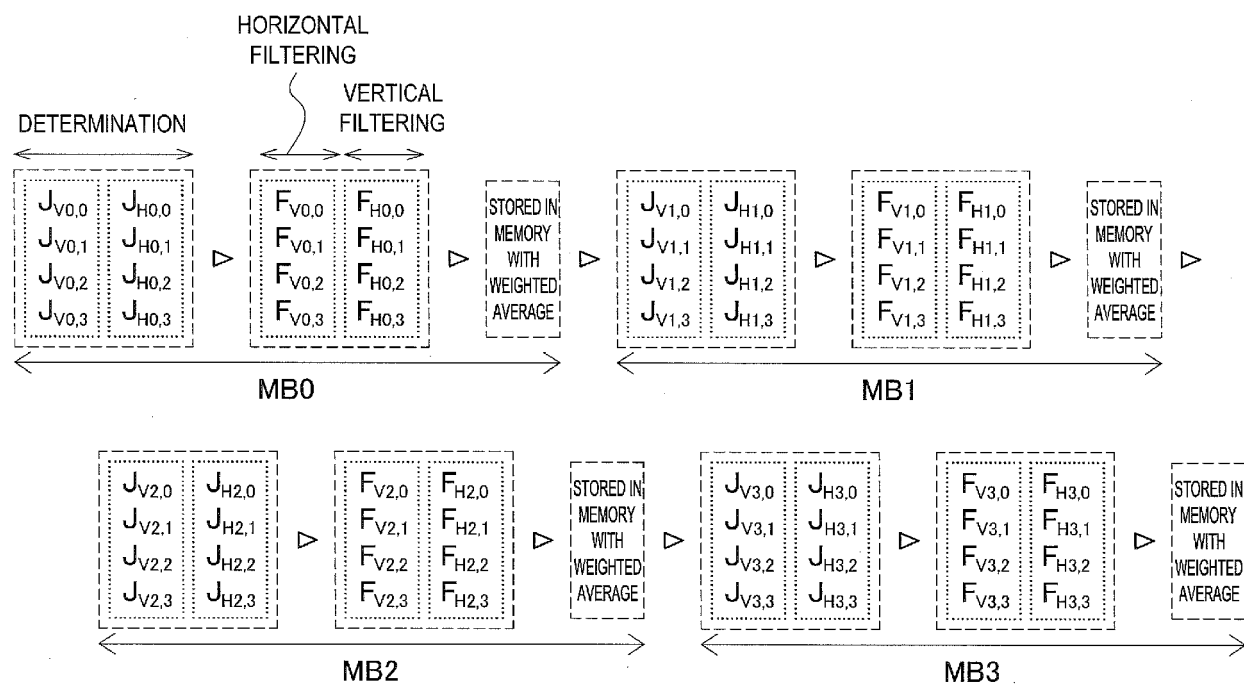 HORIZONTAL
FILTERING
VERTICAL
FILTERING
DETERMINATION
JV0,0 JH0,0
JV0,1 JH0,1
JV0,2 JH0,2
JV0,3 JH0,3
FV0,0 FH0,0
FV0,1 FH0,1
FV0,2 FH0,2
FV0,3 FH0,3
STORED IN
MEMORY
WITH
WEIGHTED
AVERAGE
MB0
JV1,0 JH1,0
JV1,1 JH1,1
JV1,2 JH1,2
JV1,3 JH1,3
FV1,0 FH1,0
FV1,1 FH1,1
FV1,2 FH1,2
FV1,3 FH1,3
STORED IN
MEMORY
WITH
WEIGHTED
AVERAGE
MB1
JV2,0 JH2,0
JV2,1 JH2,1
JV2,2 JH2,2
JV2,3 JH2,3
FV2,0 FH2,0
FV2,1 FH2,1
FV2,2 FH2,2
FV2,3 FH2,3
STORED IN
MEMORY
WITH
WEIGHTED
AVERAGE
MB2
JV3,0 JH3,0
JV3,1 JH3,1
JV3,2 JH3,2
JV3,3 JH3,3
FV3,0 FH3,0
FV3,1 FH3,1
FV3,2 FH3,2
FV3,3 FH3,3
STORED IN
MEMORY
WITH
WEIGHTED
AVERAGE
MB3